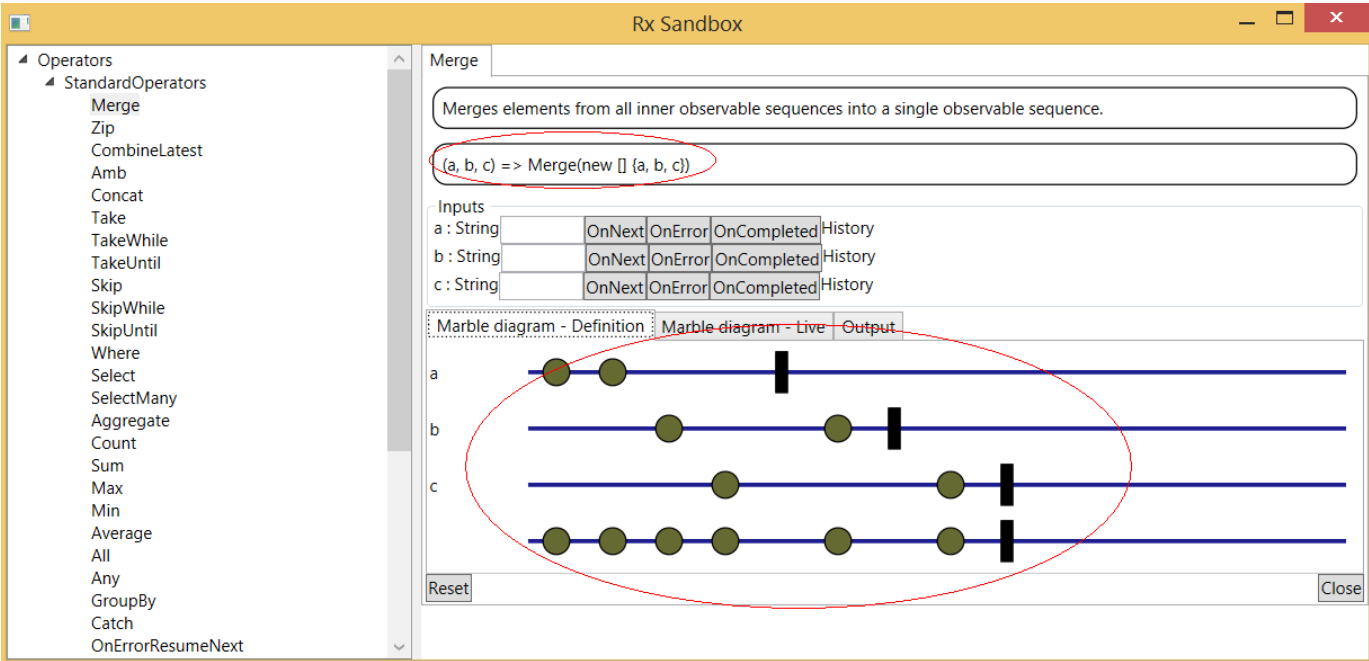 Rx Sandbox
Operators
StandardOperators
Merge
Zip
CombineLatest
Amb
Concat
Take
TakeWhile
TakeUntil
Skip
SkipWhile
SkipUntil
Where
Select
SelectMany
Aggregate
Count
Sum
Max
Min
Average
All
Any
GroupBy
Catch
OnErrorResumeNext
Merge
Merges elements from all inner observable sequences into a single observable sequence.
(a, b, c) => Merge(new [] {a, b, c})
Inputs
a : String OnNext OnError OnCompleted History
b : String OnNext OnError OnCompleted History
c : String OnNext OnError OnCompleted History
Marble diagram - Definition Marble diagram - Live Output
a
b
c
Reset Close